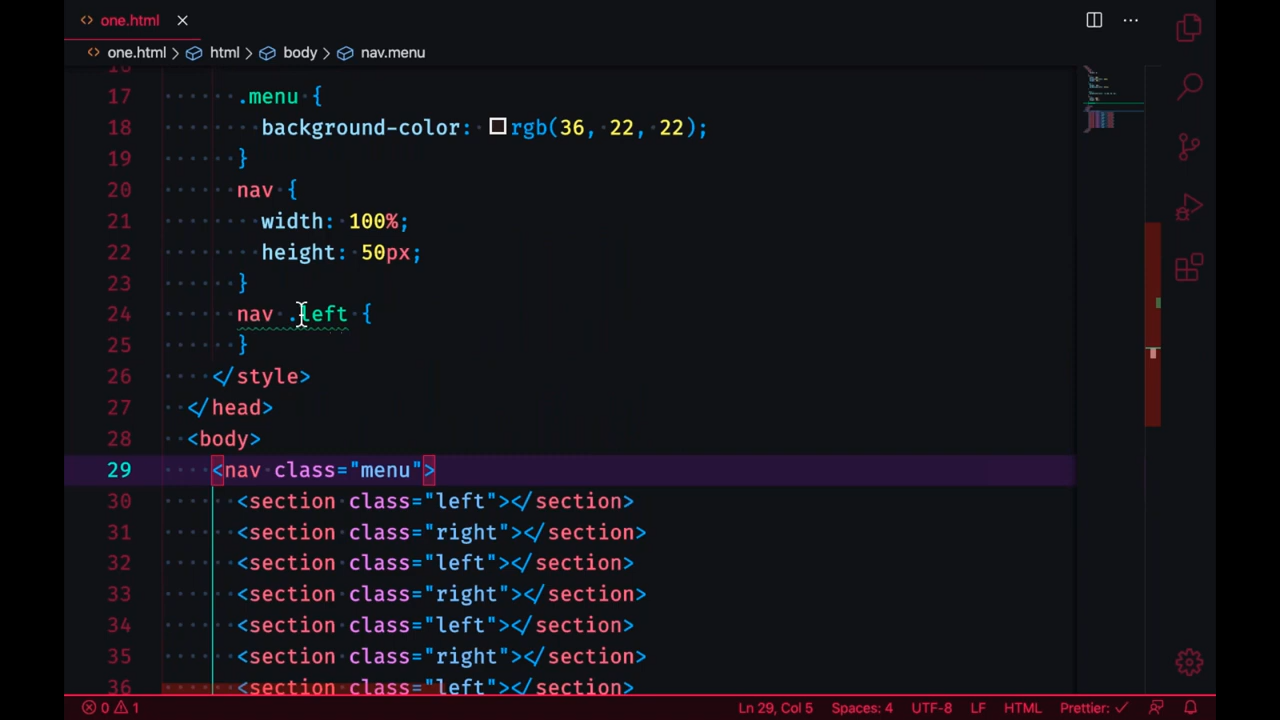 one.html
one.html > html > body > nav.menu
16
17 .menu {
18 background-color: rgb(36, 22, 22);
19 }
20 nav {
21 width: 100%;
22 height: 50px;
23 }
24 nav .left {
25 }
26 </style>
27 </head>
28 <body>
29 <nav class="menu">
30 <section class="left"></section>
31 <section class="right"></section>
32 <section class="left"></section>
33 <section class="right"></section>
34 <section class="left"></section>
35 <section class="right"></section>
36 <section class="left"></section>
0 1 Ln 29, Col 5 Spaces: 4 UTF-8 LF HTML Prettier: ✓